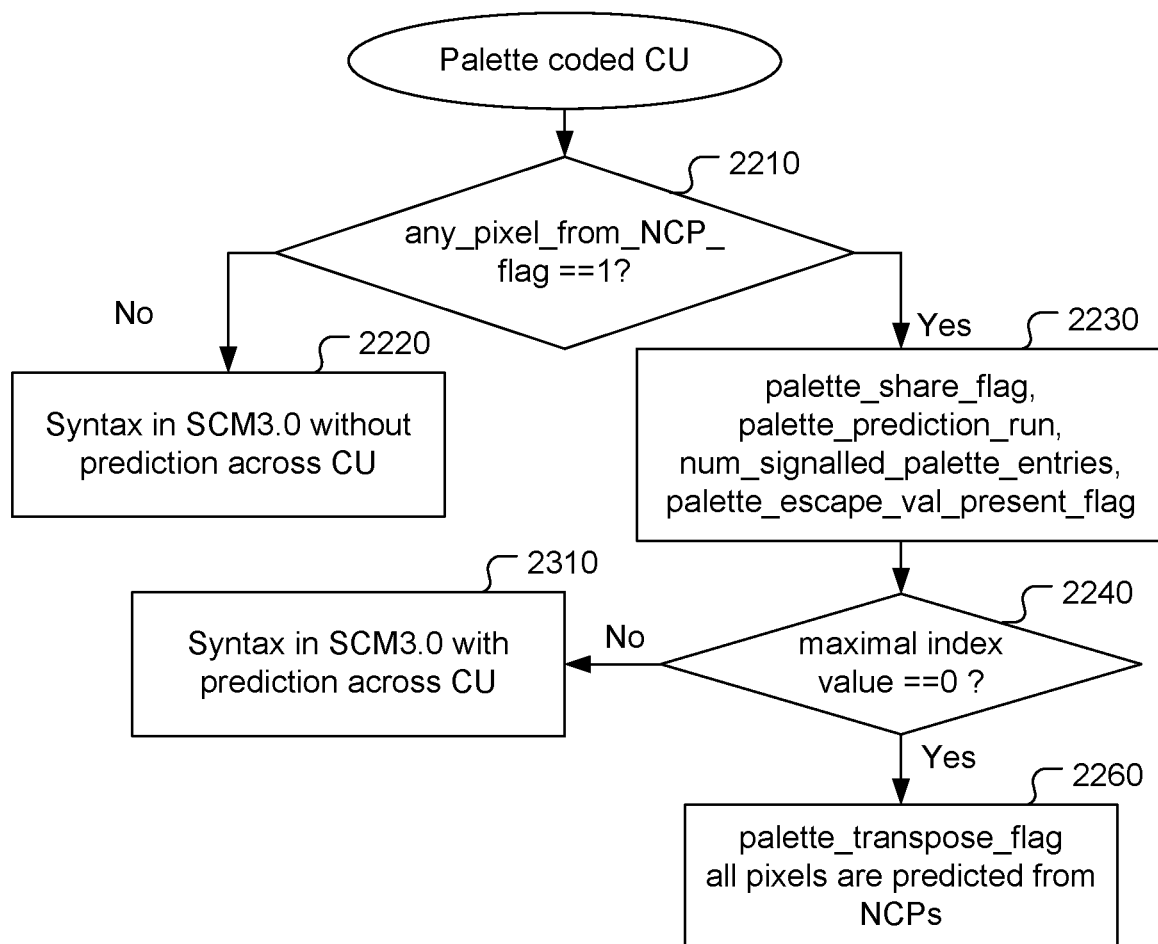 Palette coded CU
2210
any_pixel_from_NCP_
flag ==1?
No
Yes
2220
2230
Syntax in SCM3.0 without
prediction across CU
palette_share_flag,
palette_prediction_run,
num_signalled_palette_entries,
palette_escape_val_present_flag
2310
2240
Syntax in SCM3.0 with
prediction across CU
No
maximal index
value ==0 ?
Yes
2260
palette_transpose_flag
all pixels are predicted from
NCPs